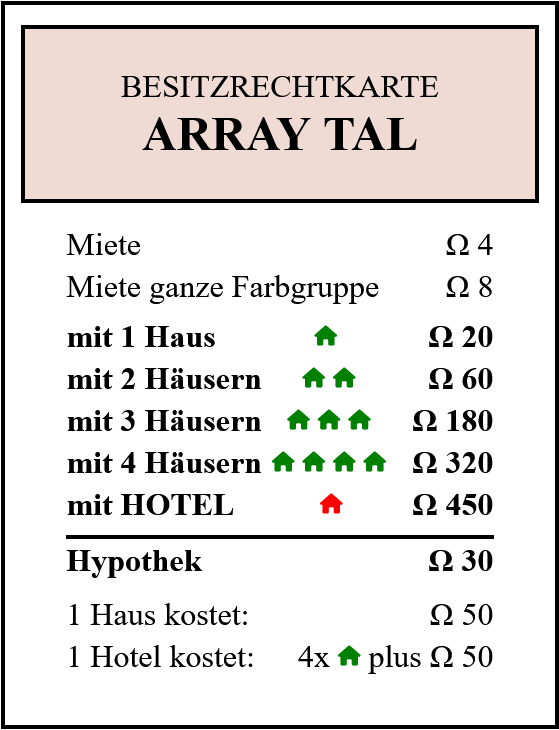 BESITZRECHTKARTE
ARRAY TAL
Miete Ω 4
Miete ganze Farbgruppe Ω 8
mit 1 Haus Ω 20
mit 2 Häusern Ω 60
mit 3 Häusern Ω 180
mit 4 Häusern Ω 320
mit HOTEL Ω 450
Hypothek Ω 30
1 Haus kostet: Ω 50
1 Hotel kostet: 4x plus Ω 50